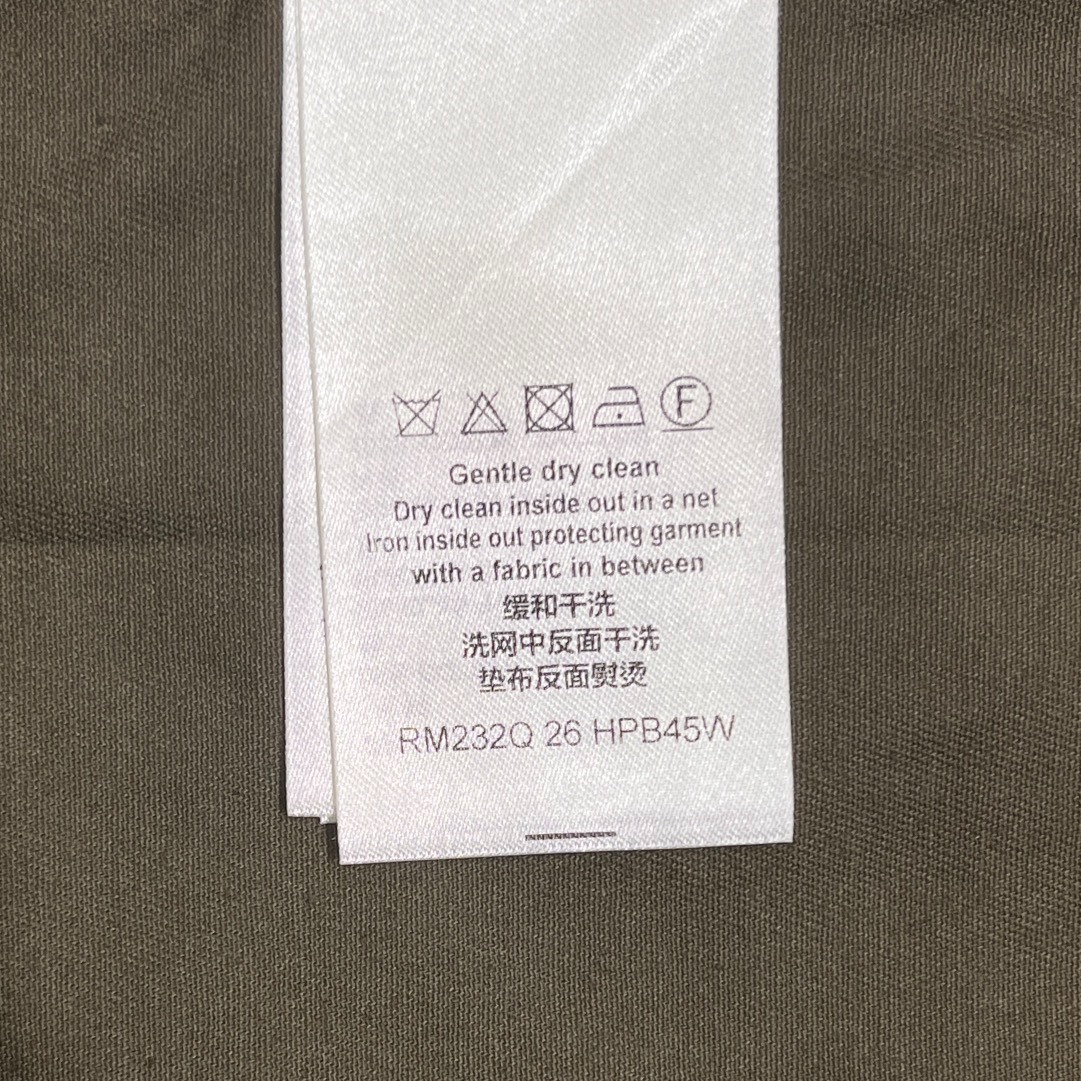 F
Gentle dry clean
Dry clean inside out in a net
Iron inside out protecting garment
with a fabric in between
缓和干洗
洗网中反面干洗
垫布反面熨烫
RM232Q 26 HPB45W